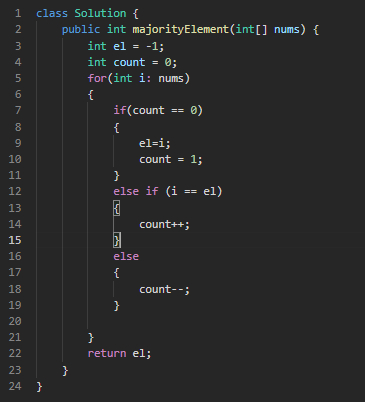 1 class Solution {
2     public int majorityElement(int[] nums) {
3         int el = -1;
4         int count = 0;
5         for(int i: nums)
6         {
7             if(count == 0)
8             {
9                 el=i;
10                 count = 1;
11             }
12             else if (i == el)
13             {
14                 count++;
15             }
16             else
17             {
18                 count--;
19             }
20
21         }
22         return el;
23     }
24 }